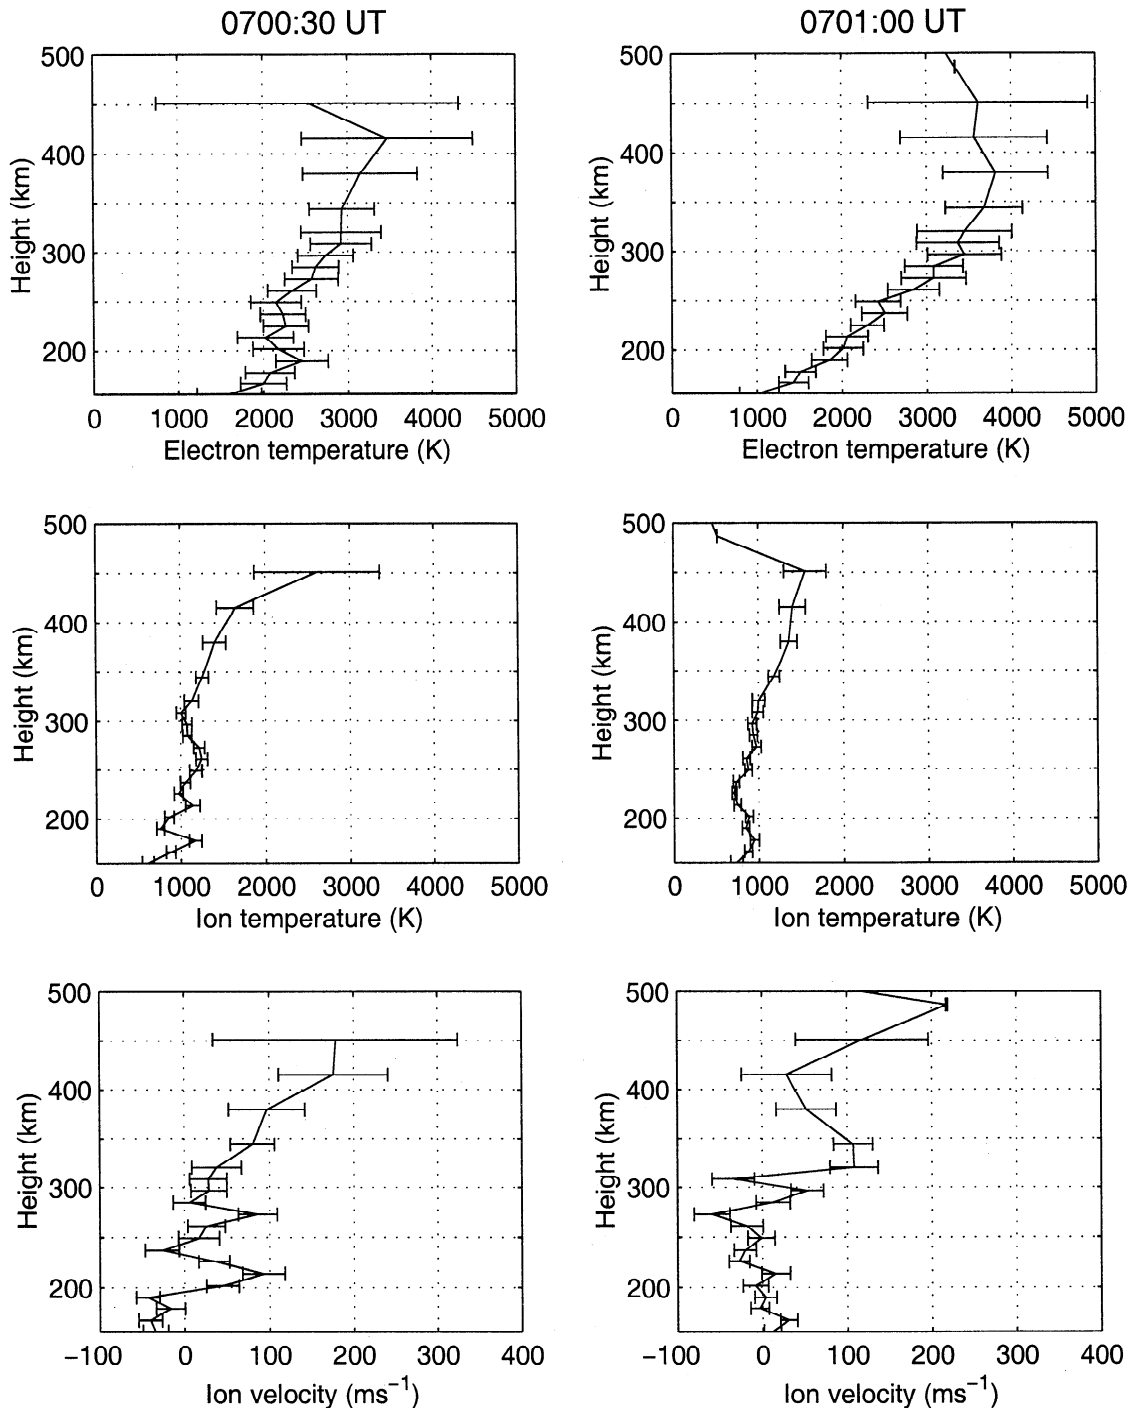 0700:30 UT
0701:00 UT
500
400
300
200
Height (km)
0 1000 2000 3000 4000 5000
Electron temperature (K)
500
400
300
200
Height (km)
0 1000 2000 3000 4000 5000
Electron temperature (K)
500
400
300
200
Height (km)
0 1000 2000 3000 4000 5000
Ion temperature (K)
500
400
300
200
Height (km)
0 1000 2000 3000 4000 5000
Ion temperature (K)
500
400
300
200
Height (km)
−100 0 100 200 300 400
Ion velocity (ms⁻¹)
500
400
300
200
Height (km)
−100 0 100 200 300 400
Ion velocity (ms⁻¹)